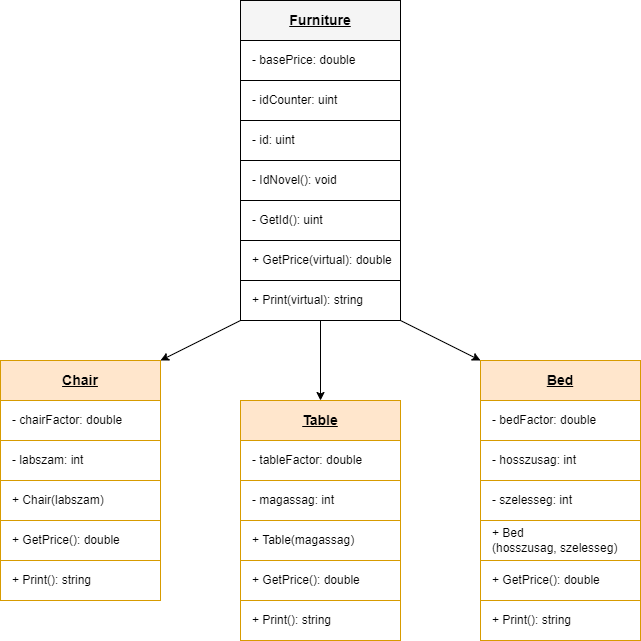 Furniture
- basePrice: double
- idCounter: uint
- id: uint
- IdNovel(): void
- GetId(): uint
+ GetPrice(virtual): double
+ Print(virtual): string
Chair
- chairFactor: double
- labszam: int
+ Chair(labszam)
+ GetPrice(): double
+ Print(): string
Table
- tableFactor: double
- magassag: int
+ Table(magassag)
+ GetPrice(): double
+ Print(): string
Bed
- bedFactor: double
- hosszusag: int
- szelesseg: int
+ Bed
(hosszusag, szelesseg)
+ GetPrice(): double
+ Print(): string